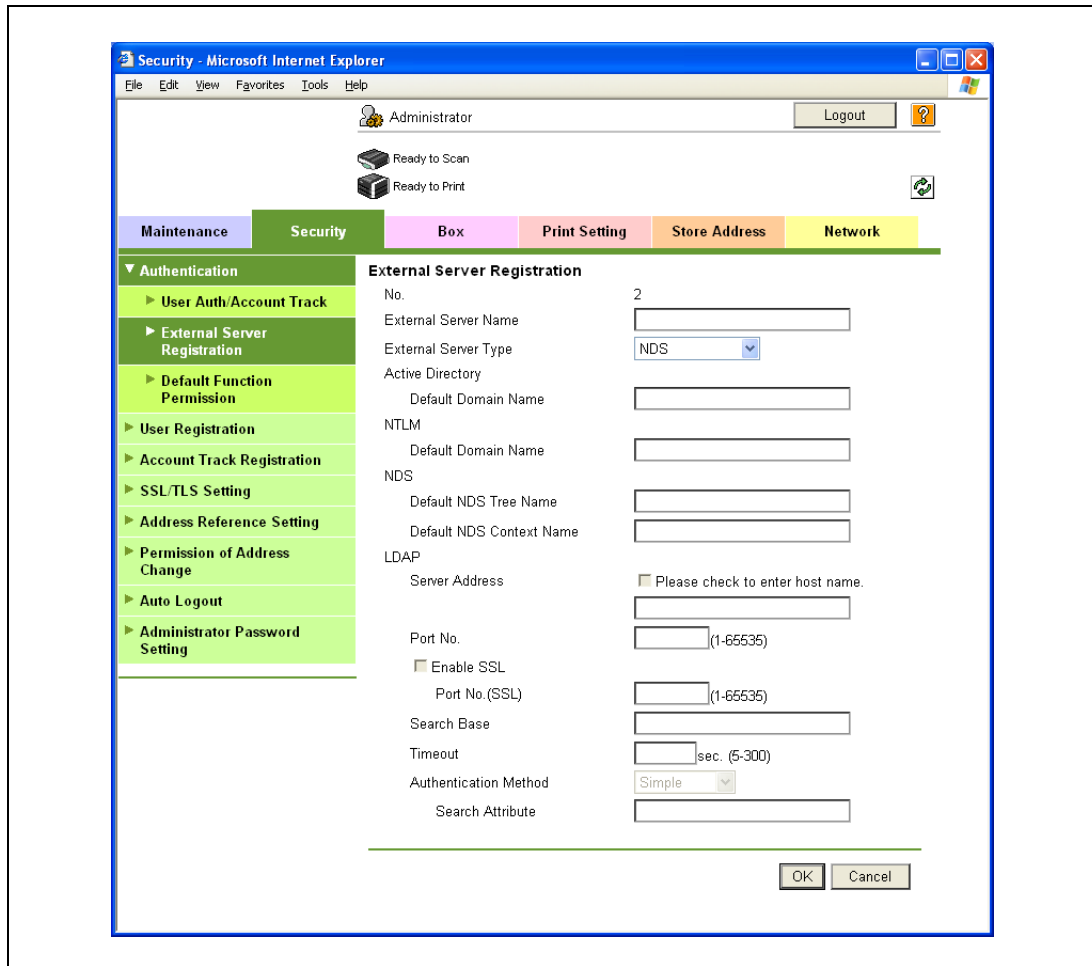 Security - Microsoft Internet Explorer
File Edit View Favorites Tools Help
Administrator Logout ?
Ready to Scan
Ready to Print
Maintenance Security Box Print Setting Store Address Network
Authentication
User Auth/Account Track
External Server
Registration
Default Function
Permission
User Registration
Account Track Registration
SSL/TLS Setting
Address Reference Setting
Permission of Address
Change
Auto Logout
Administrator Password
Setting
External Server Registration
No. 2
External Server Name
External Server Type NDS
Active Directory
Default Domain Name
NTLM
Default Domain Name
NDS
Default NDS Tree Name
Default NDS Context Name
LDAP
Server Address Please check to enter host name.
Port No. (1-65535)
Enable SSL
Port No.(SSL) (1-65535)
Search Base
Timeout sec. (5-300)
Authentication Method Simple
Search Attribute
OK Cancel